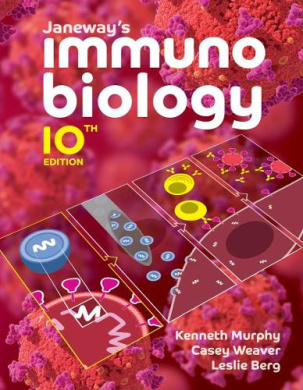 Janeway's
immuno
biology
10TH
EDITION
Kenneth Murphy
Casey Weaver
Leslie Berg